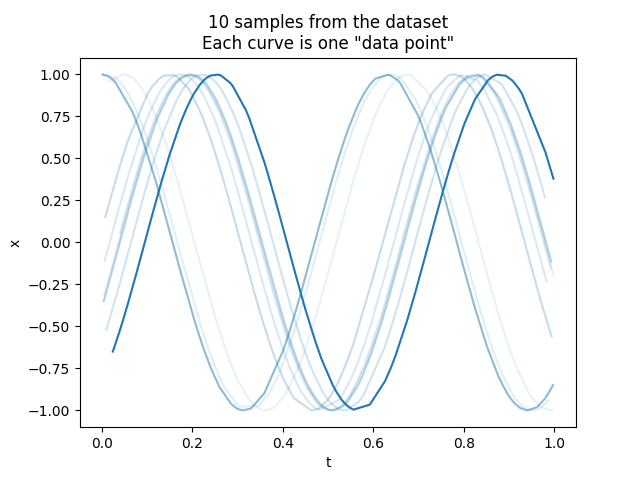 10 samples from the dataset
Each curve is one "data point"
1.00
0.75
0.50
0.25
0.00
−0.25
−0.50
−0.75
−1.00
x
0.0 0.2 0.4 0.6 0.8 1.0
t